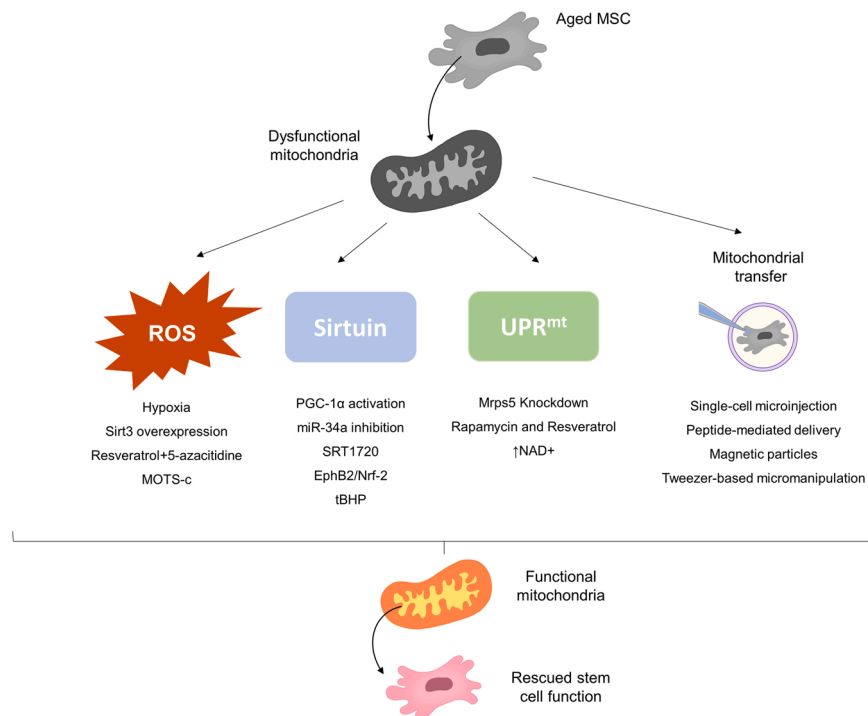 Aged MSC
Dysfunctional
mitochondria
Mitochondrial
transfer
ROS
Sirtuin
UPRmt
Hypoxia
Sirt3 overexpression
Resveratrol+5-azacitidine
MOTS-c
PGC-1α activation
miR-34a inhibition
SRT1720
EphB2/Nrf-2
tBHP
Mrps5 Knockdown
Rapamycin and Resveratrol
↑NAD+
Single-cell microinjection
Peptide-mediated delivery
Magnetic particles
Tweezer-based micromanipulation
Functional
mitochondria
Rescued stem
cell function